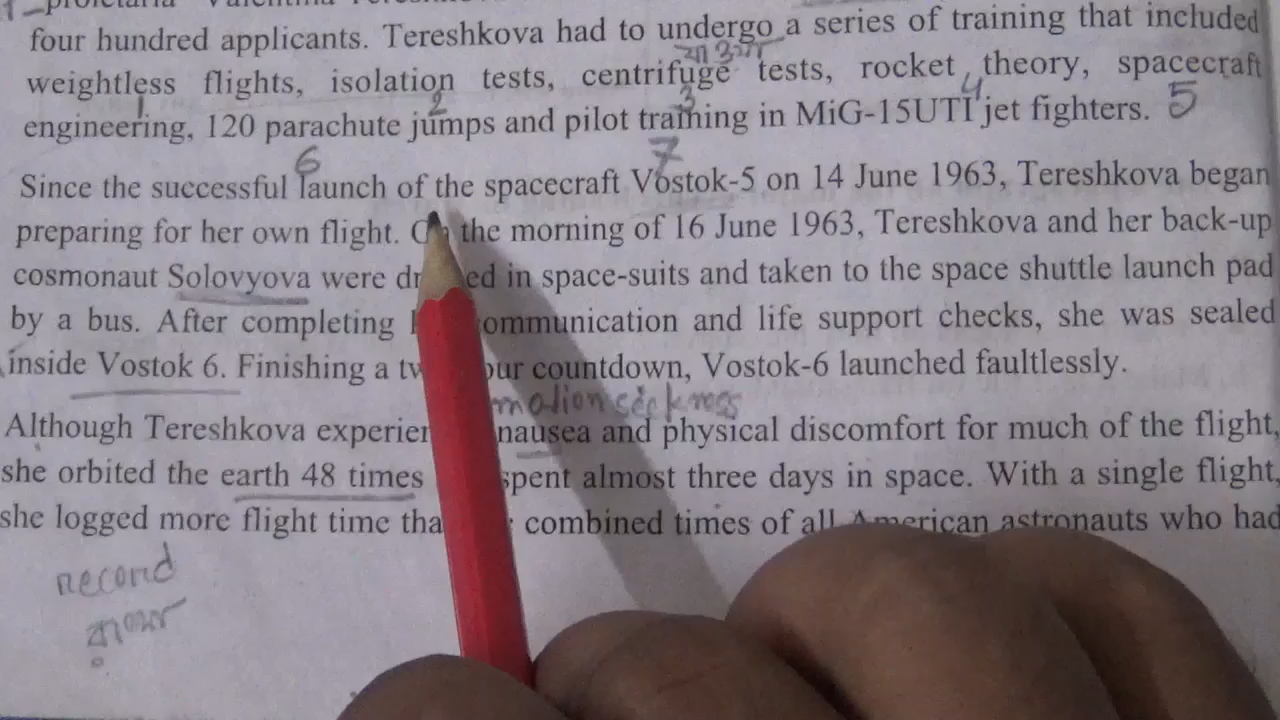 four hundred applicants. Tereshkova had to undergo a series of training that included
weightless flights, isolation tests, centrifuge tests, rocket theory, spacecraft
1 2 3 4
engineering, 120 parachute jumps and pilot training in MiG-15UTI jet fighters. 5
6 7
Since the successful launch of the spacecraft Vostok-5 on 14 June 1963, Tereshkova began
preparing for her own flight. the morning of 16 June 1963, Tereshkova and her back-up
cosmonaut Solovyova were in space-suits and taken to the space shuttle launch pad
by a bus. After completing communication and life support checks, she was sealed
inside Vostok 6. Finishing a countdown, Vostok-6 launched faultlessly.
Although Tereshkova nausea and physical discomfort for much of the flight,
she orbited the earth 48 times spent almost three days in space. With a single flight,
she logged more flight time combined times of all American astronauts who had
record